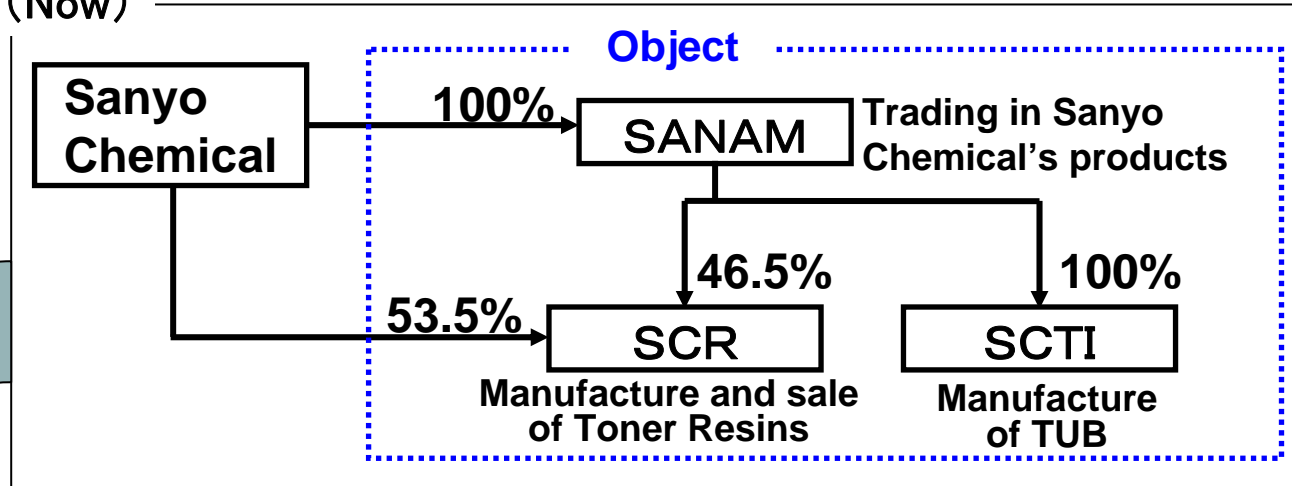 (Now)
Object
Sanyo
Chemical
100%
SANAM
Trading in Sanyo
Chemical's products
46.5%
100%
53.5%
SCR
SCTI
Manufacture and sale
of Toner Resins
Manufacture
of TUB